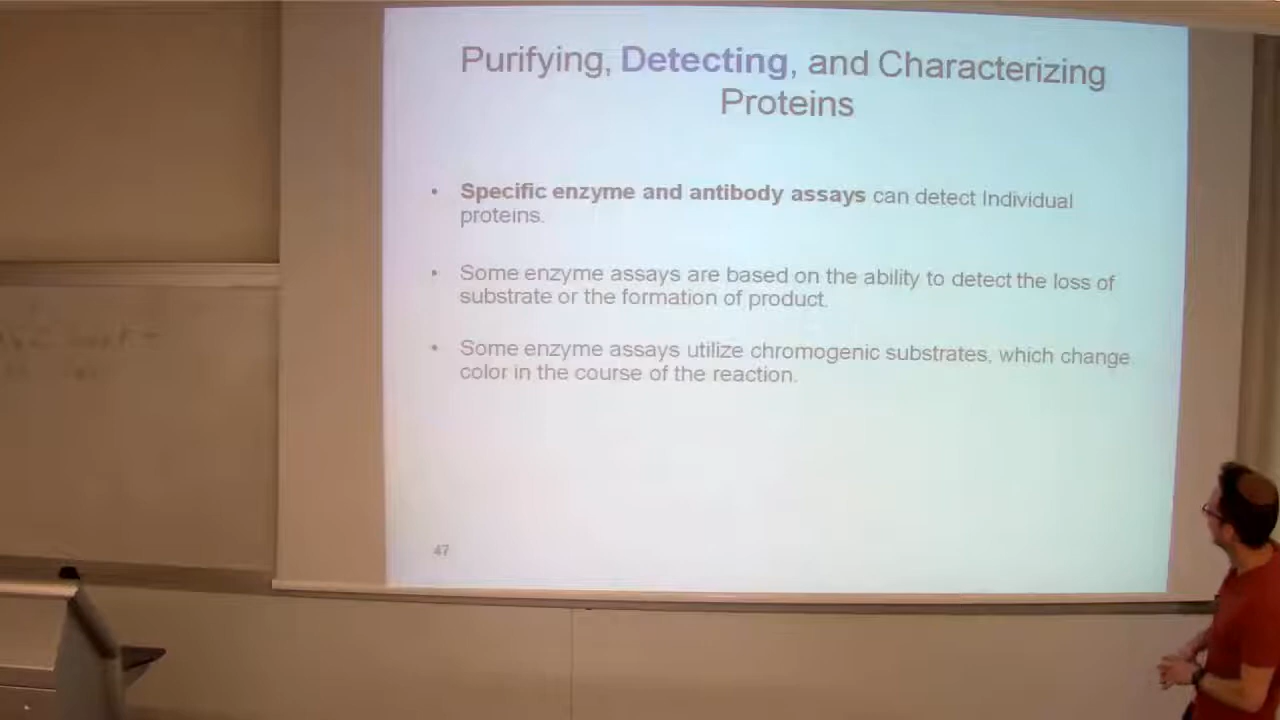 Purifying, Detecting, and Characterizing
Proteins
• Specific enzyme and antibody assays can detect Individual
proteins.
• Some enzyme assays are based on the ability to detect the loss of
substrate or the formation of product.
• Some enzyme assays utilize chromogenic substrates, which change
color in the course of the reaction.
47